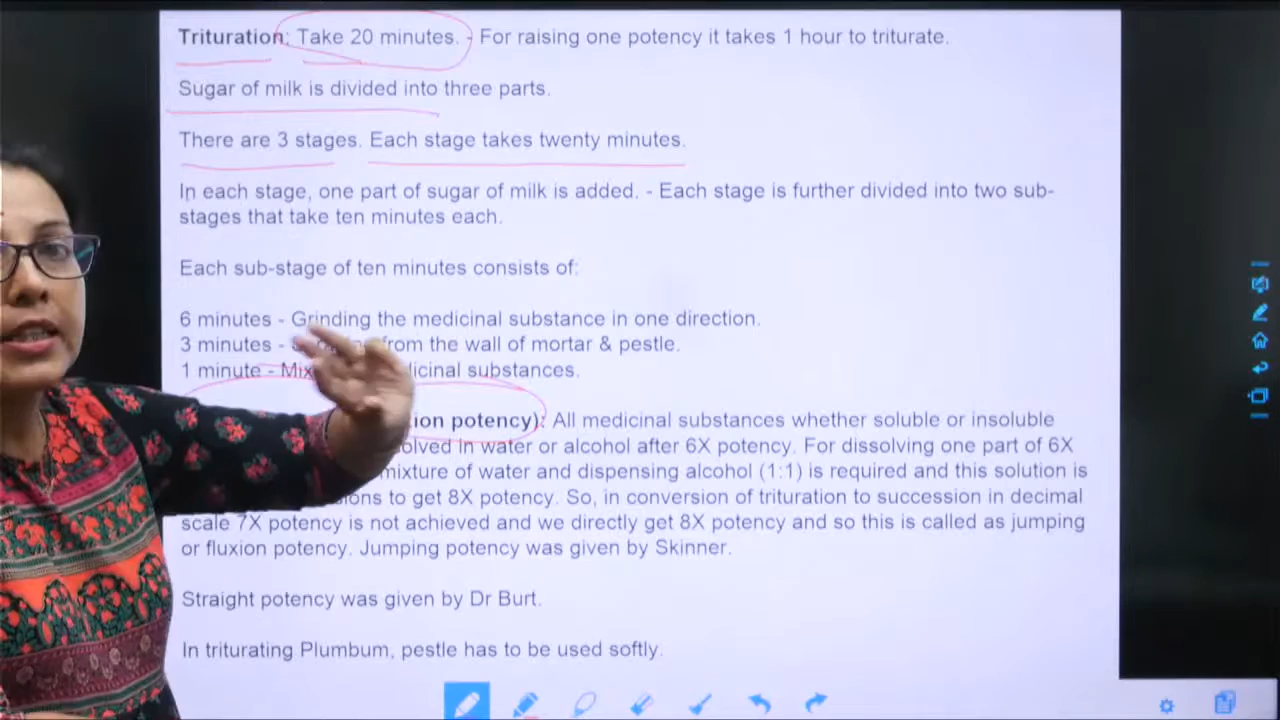 Trituration: Take 20 minutes. - For raising one potency it takes 1 hour to triturate.
Sugar of milk is divided into three parts.
There are 3 stages. Each stage takes twenty minutes.
In each stage, one part of sugar of milk is added. - Each stage is further divided into two sub-
stages that take ten minutes each.
Each sub-stage of ten minutes consists of:
6 minutes - Grinding the medicinal substance in one direction.
3 minutes - from the wall of mortar & pestle.
1 minute - substances.
potency): All medicinal substances whether soluble or insoluble
in water or alcohol after 6X potency. For dissolving one part of 6X
mixture of water and dispensing alcohol (1:1) is required and this solution is
to get 8X potency. So, in conversion of trituration to succession in decimal
scale 7X potency is not achieved and we directly get 8X potency and so this is called as jumping
or fluxion potency. Jumping potency was given by Skinner.
Straight potency was given by Dr Burt.
In triturating Plumbum, pestle has to be used softly.